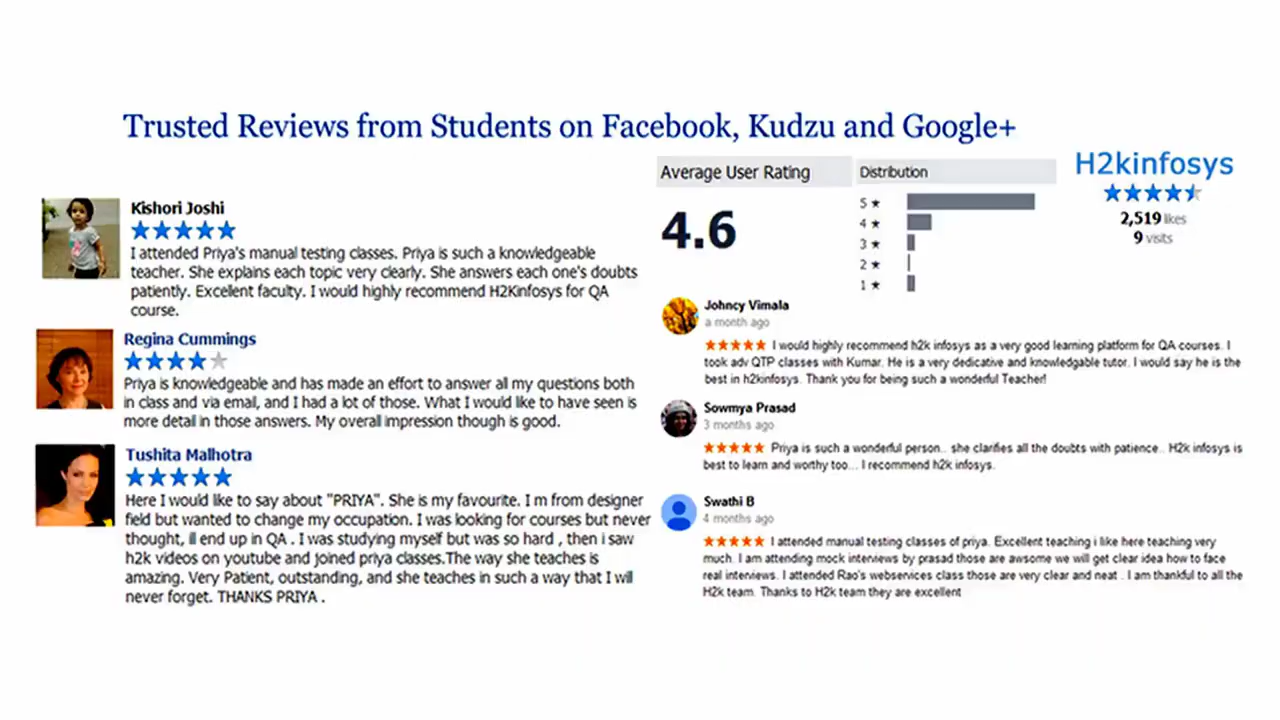 Trusted Reviews from Students on Facebook, Kudzu and Google+
Kishori Joshi
I attended Priya's manual testing classes. Priya is such a knowledgeable
teacher. She explains each topic very clearly. She answers each one's doubts
patiently. Excellent faculty. I would highly recommend H2Kinfosys for QA
course.
Regina Cummings
Priya is knowledgeable and has made an effort to answer all my questions both
in class and via email, and I had a lot of those. What I would like to have seen is
more detail in those answers. My overall impression though is good.
Tushita Malhotra
Here I would like to say about "PRIYA". She is my favourite. I m from designer
field but wanted to change my occupation. I was looking for courses but never
thought, ill end up in QA . I was studying myself but was so hard , then i saw
h2k videos on youtube and joined priya classes.The way she teaches is
amazing. Very Patient, outstanding, and she teaches in such a way that I will
never forget. THANKS PRIYA .
Average User Rating
4.6
Distribution
5 ★
4 ★
3 ★
2 ★
1 ★
H2kinfosys
2,519 likes
9 visits
Johncy Vimala
a month ago
★★★★★ I would highly recommend h2k infosys as a very good learning platform for QA courses. I
took adv QTP classes with Kumar. He is a very dedicative and knowledgable tutor. I would say he is the
best in h2kinfosys. Thank you for being such a wonderful Teacher!
Sowmya Prasad
3 months ago
★★★★★ Priya is such a wonderful person.. she clarifies all the doubts with patience.. H2k infosys is
best to learn and worthy too... I recommend h2k infosys.
Swathi B
4 months ago
★★★★★ I attended manual testing classes of priya. Excellent teaching i like here teaching very
much. I am attending mock interviews by prasad those are awsome we will get clear idea how to face
real interviews. I attended Rao's webservices class those are very clear and neat . I am thankful to all the
H2k team. Thanks to H2k team they are excellent